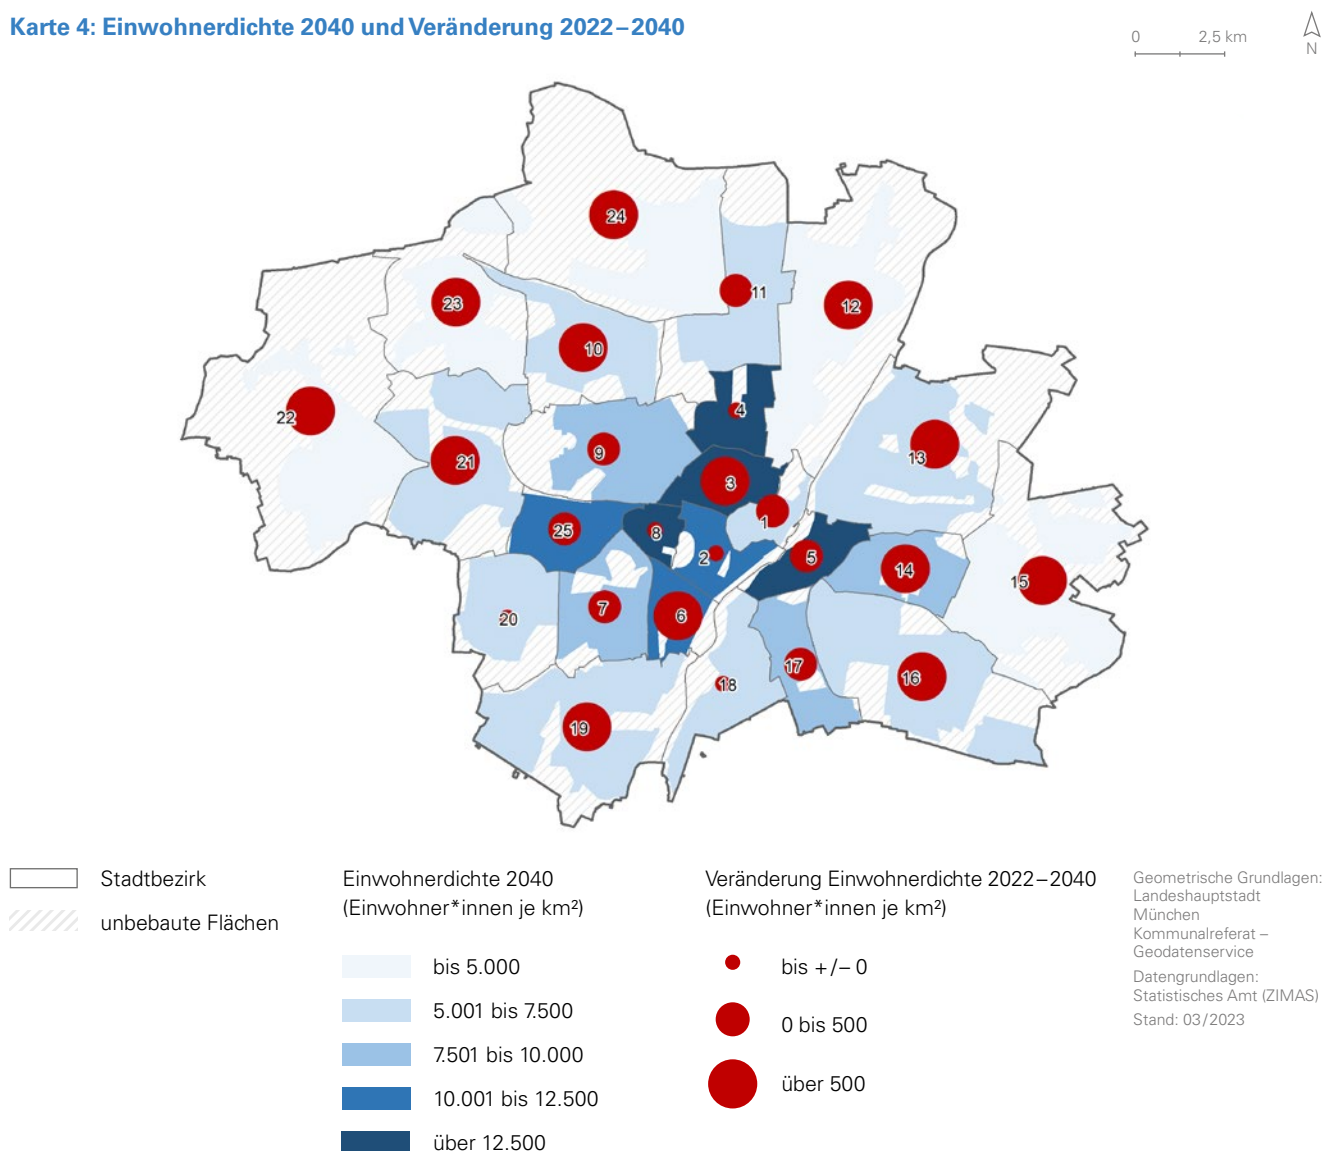 Karte 4: Einwohnerdichte 2040 und Veränderung 2022–2040
0 2,5 km
N
24
23
11
12
10
22
4
9
21
13
3
1
25
8
2
5
14
15
20
7
6
17
16
18
19
Stadtbezirk
unbebaute Flächen
Einwohnerdichte 2040
(Einwohner*innen je km²)
bis 5.000
5.001 bis 7.500
7.501 bis 10.000
10.001 bis 12.500
über 12.500
Veränderung Einwohnerdichte 2022–2040
(Einwohner*innen je km²)
bis +/– 0
0 bis 500
über 500
Geometrische Grundlagen:
Landeshauptstadt
München
Kommunalreferat –
Geodatenservice
Datengrundlagen:
Statistisches Amt (ZIMAS)
Stand: 03/2023